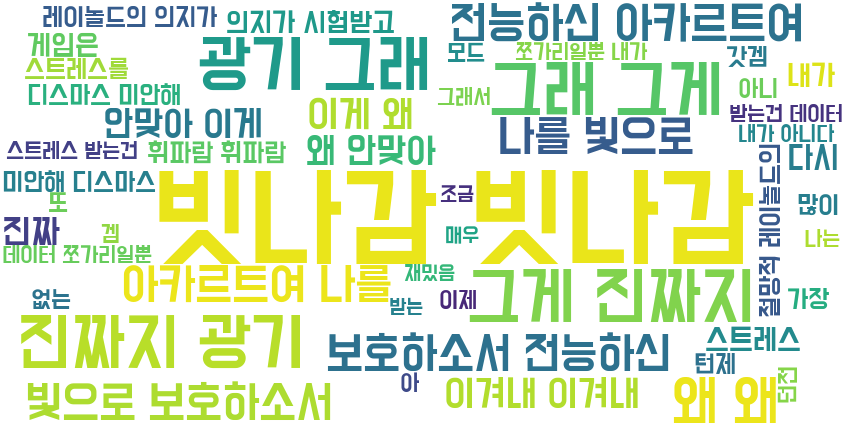 레이놀드의 의지가
의지가 시험받고
전능하신 아카르트여
게임은
광기 그래
모드
쪼가리일뿐 내가
갓겜
스트레스를
그래 그게
아니
내가
디스마스 미안해
이게 왜
그래서
받는건 데이터
안맞아 이게
나를 빛으로
내가 아니다
스트레스 받는건
휘파람 휘파람
왜 안맞아
다시
미안해 디스마스
빗나감 빗나감
조금
절망적 레이놀드의
많이
또
진짜
겜
매우
나는
데이터 쪼가리일뿐
아카르트여 나를
재밌음
그게 진짜지
없는
받는
이제
가장
진짜지 광기
보호하소서 전능하신
스트레스
턴제
빛으로 보호하소서
아
이겨내 이겨내
왜 왜
던전